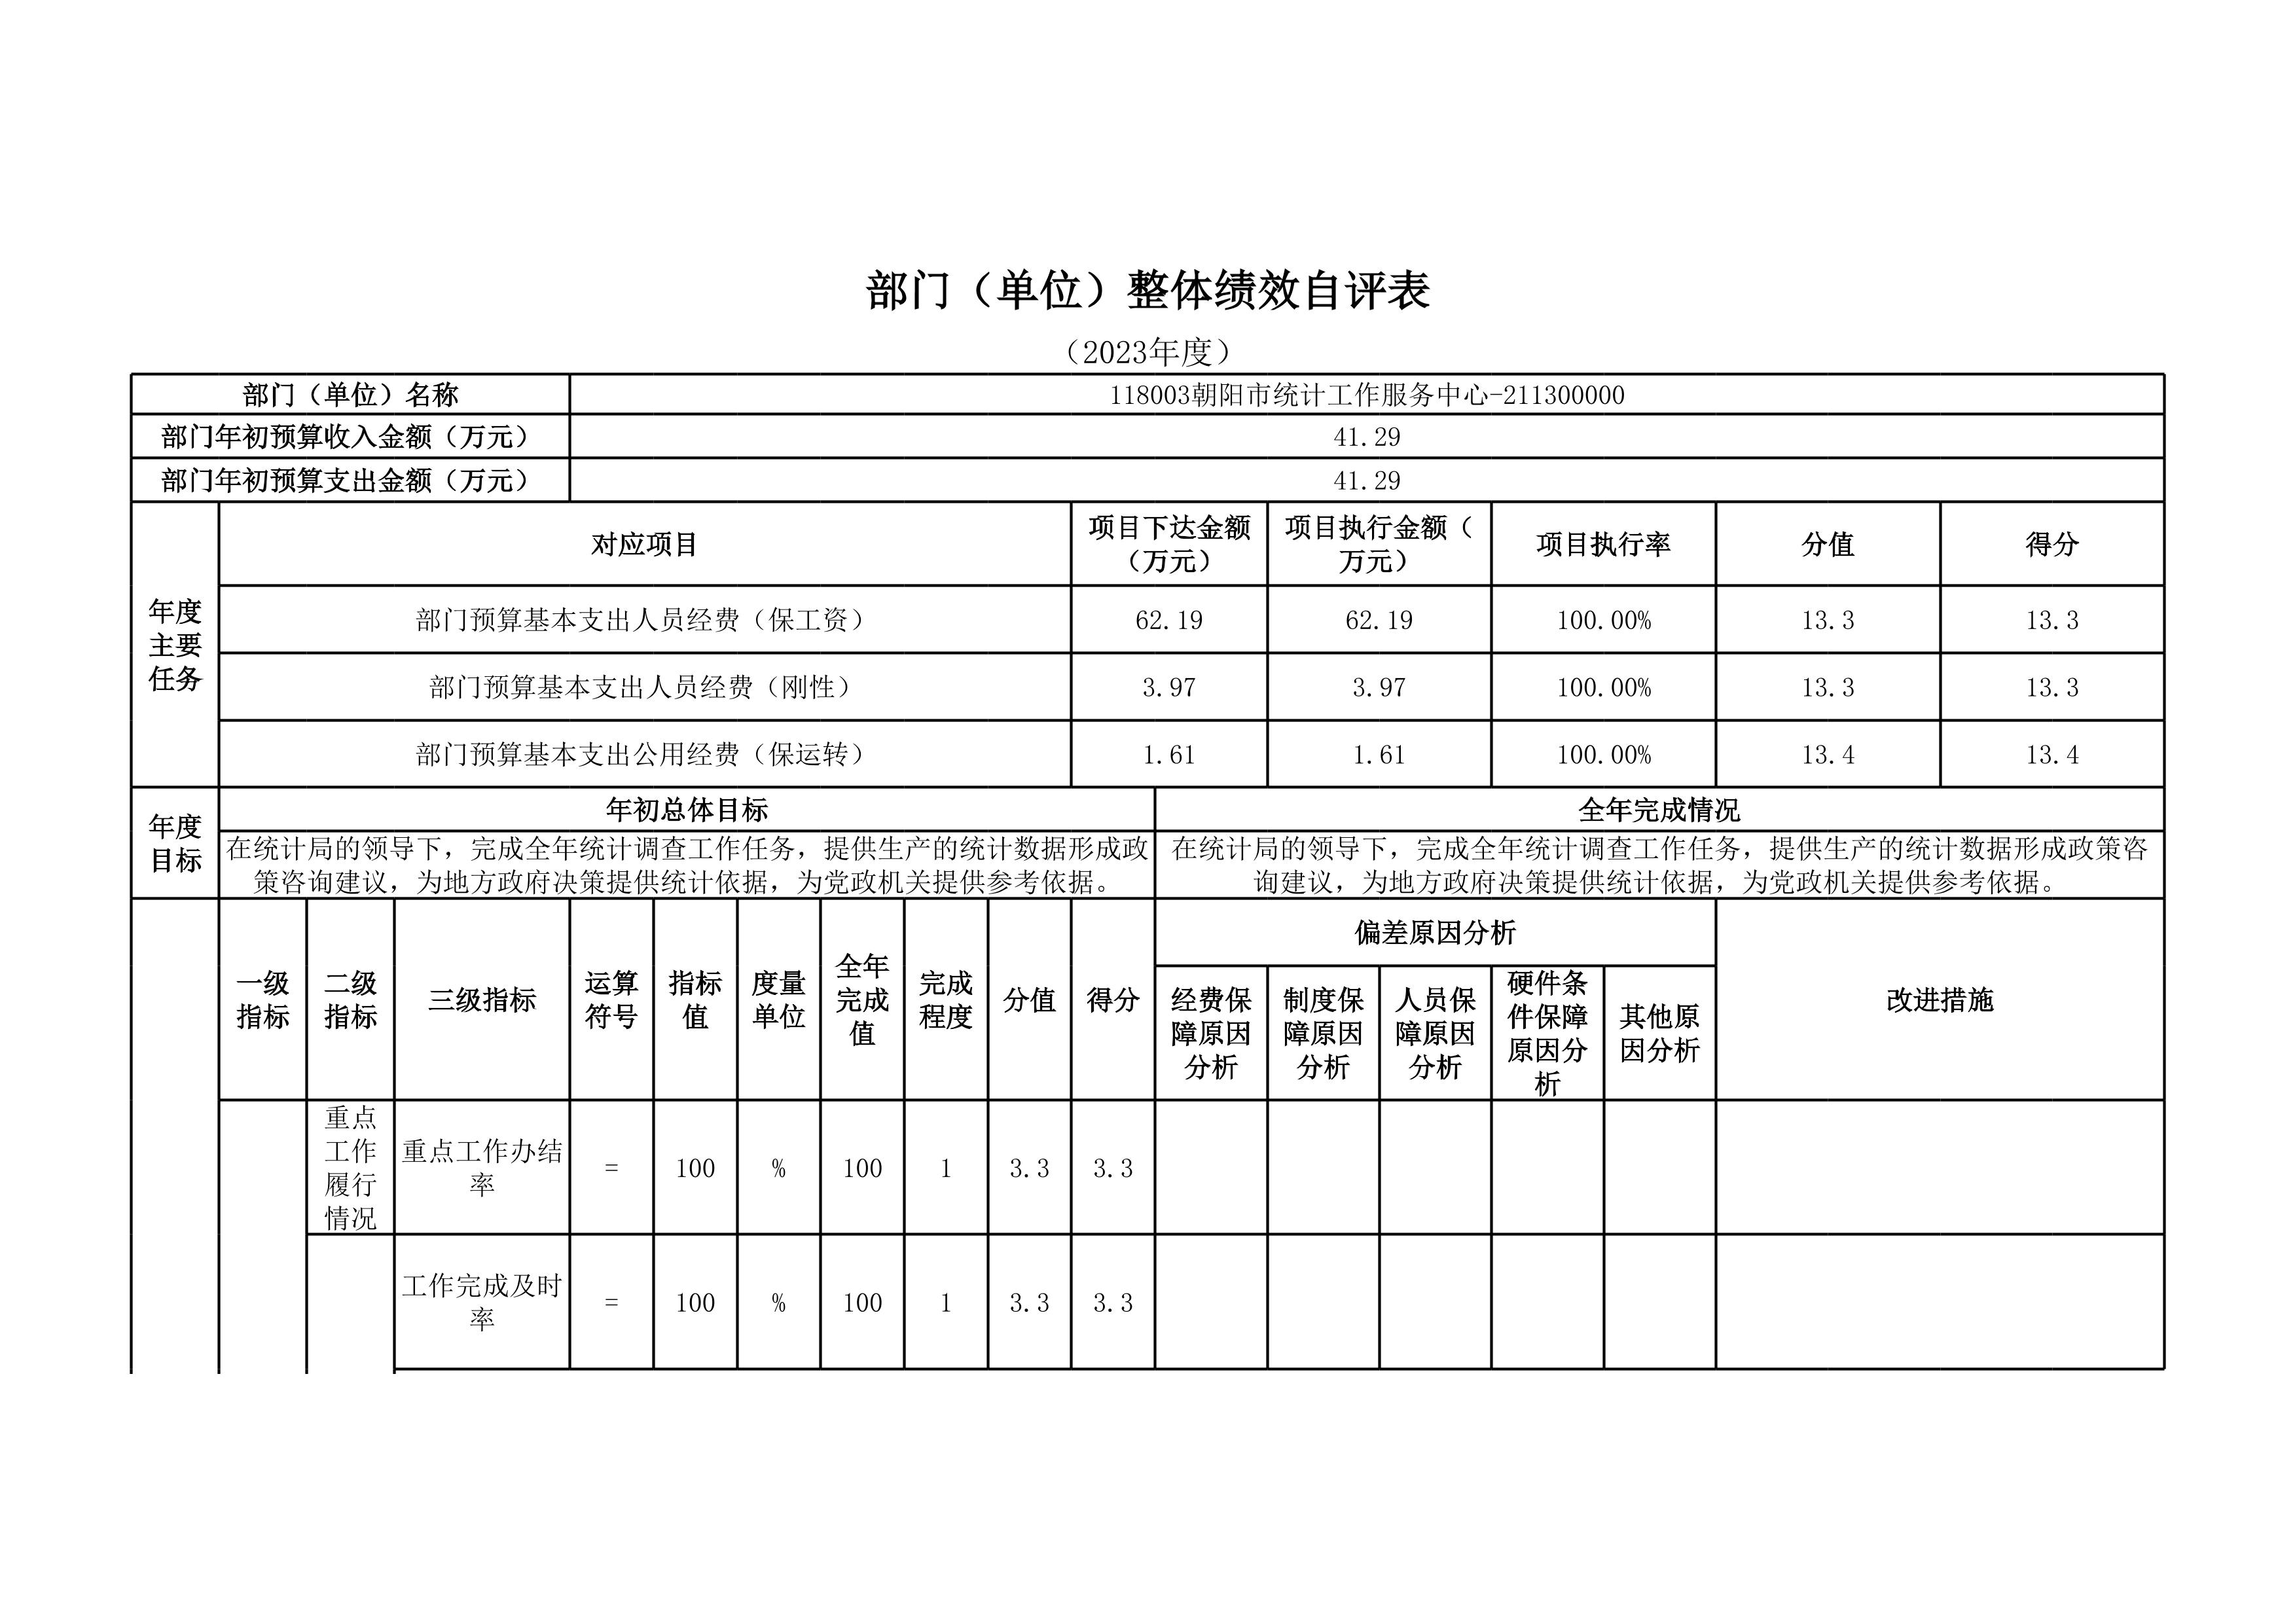 部门（单位）整体绩效自评表
（2023年度）
部门（单位）名称
118003朝阳市统计工作服务中心-211300000
部门年初预算收入金额（万元）
41.29
部门年初预算支出金额（万元）
41.29
年度
主要
任务
对应项目
项目下达金额
（万元）
项目执行金额（
万元）
项目执行率
分值
得分
部门预算基本支出人员经费（保工资）
62.19
62.19
100.00%
13.3
13.3
部门预算基本支出人员经费（刚性）
3.97
3.97
100.00%
13.3
13.3
部门预算基本支出公用经费（保运转）
1.61
1.61
100.00%
13.4
13.4
年度
目标
年初总体目标
全年完成情况
在统计局的领导下，完成全年统计调查工作任务，提供生产的统计数据形成政
策咨询建议，为地方政府决策提供统计依据，为党政机关提供参考依据。
在统计局的领导下，完成全年统计调查工作任务，提供生产的统计数据形成政策咨
询建议，为地方政府决策提供统计依据，为党政机关提供参考依据。
一级
指标
二级
指标
三级指标
运算
符号
指标
值
度量
单位
全年
完成
值
完成
程度
分值
得分
偏差原因分析
经费保
障原因
分析
制度保
障原因
分析
人员保
障原因
分析
硬件条
件保障
原因分
析
其他原
因分析
改进措施
重点
工作
履行
情况
重点工作办结
率
=
100
%
100
1
3.3
3.3
工作完成及时
率
=
100
%
100
1
3.3
3.3